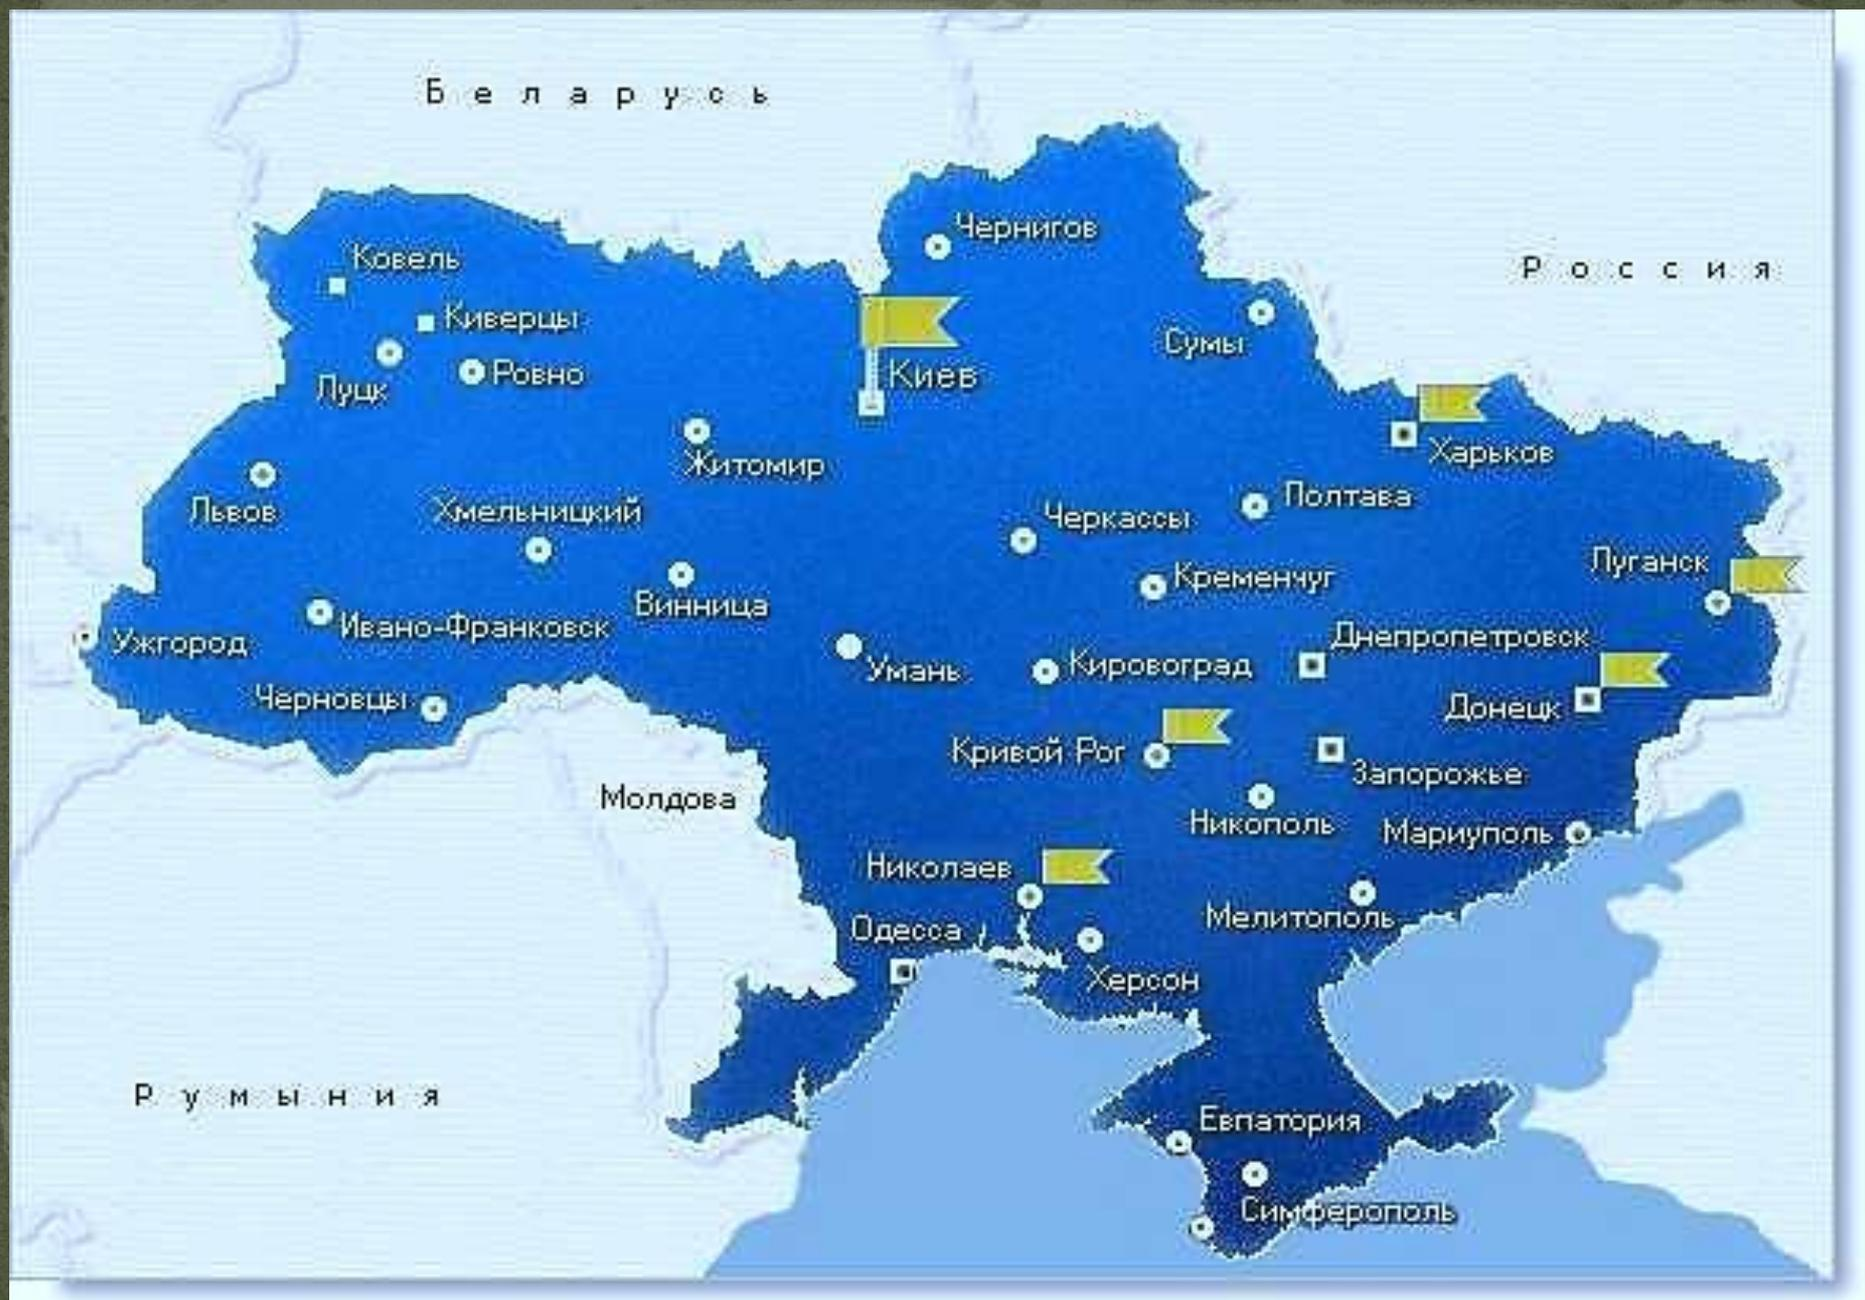 Беларусь
Чернигов
Ковель
Россия
Киверцы
Сумы
Луцк
Ровно
Киев
Житомир
Харьков
Львов
Хмельницкий
Черкассы
Полтава
Луганск
Кременчуг
Винница
Ивано-Франковск
Ужгород
Днепропетровск
Умань
Кировоград
Черновцы
Донецк
Кривой Рог
Запорожье
Молдова
Никополь
Мариуполь
Николаев
Мелитополь
Одесса
Херсон
Румыния
Евпатория
Симферополь